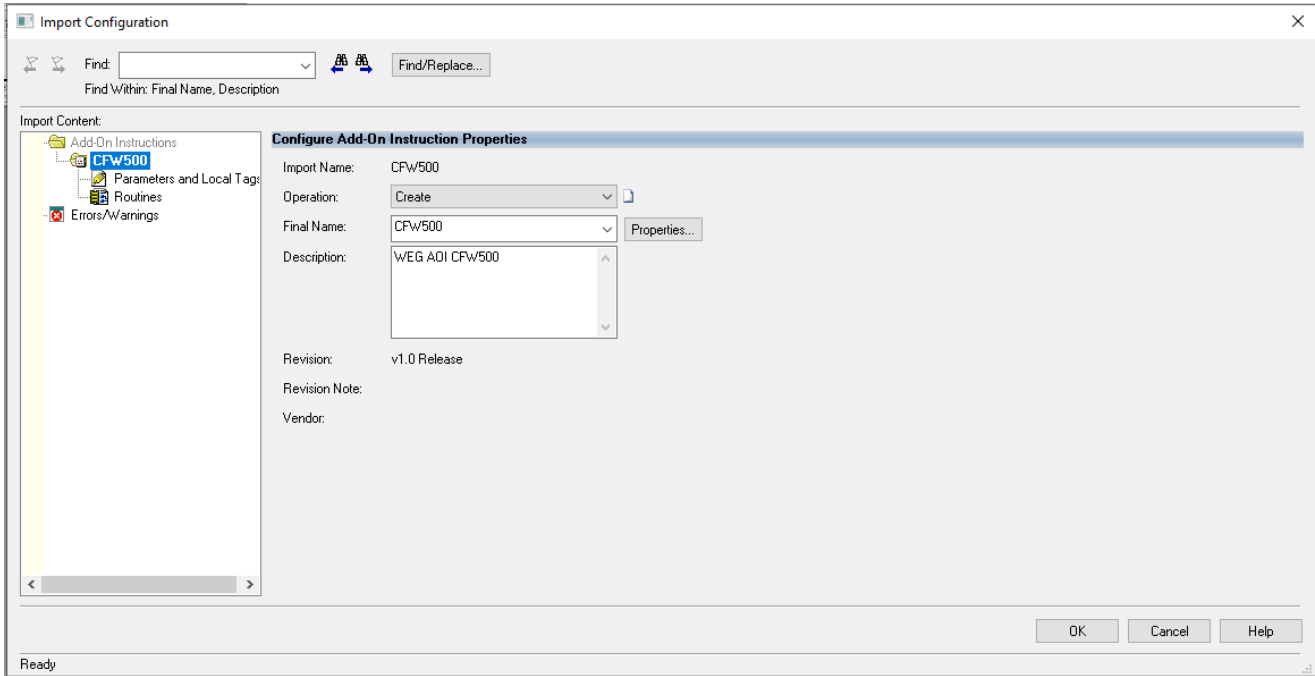 Import Configuration
Find:
Find/Replace...
Find Within: Final Name, Description
Import Content:
Add-On Instructions
CFW500
Parameters and Local Tags
Routines
Errors/Warnings
Configure Add-On Instruction Properties
Import Name: CFW500
Operation: Create
Final Name: CFW500 Properties...
Description: WEG AOI CFW500
Revision: v1.0 Release
Revision Note:
Vendor:
OK Cancel Help
Ready